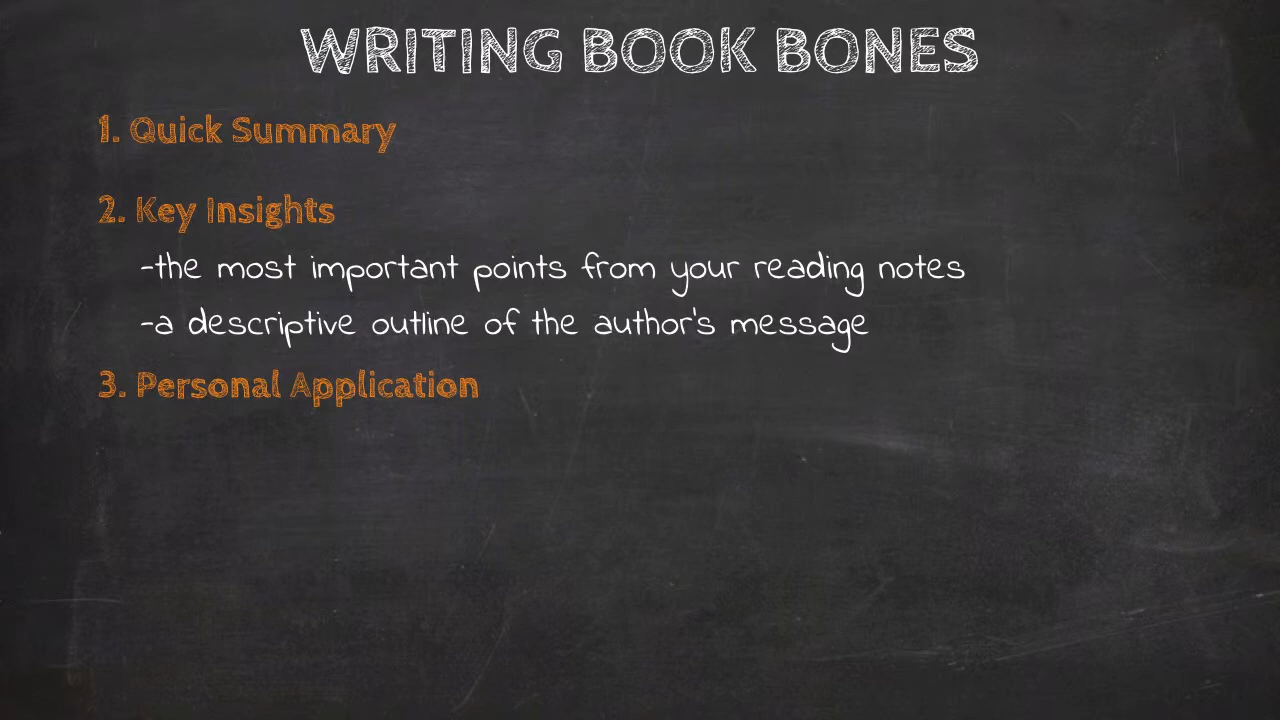 WRITING BOOK BONES
1. Quick Summary
2. Key Insights
-the most important points from your reading notes
-a descriptive outline of the author's message
3. Personal Application